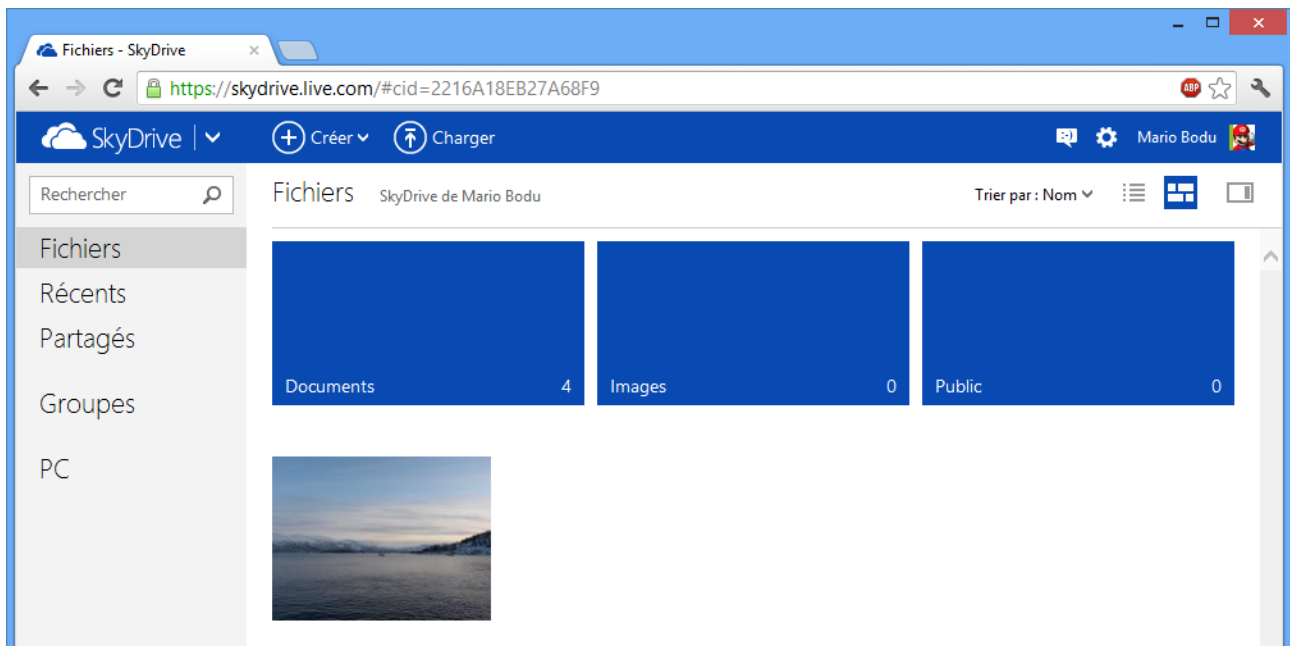 Fichiers - SkyDrive
https://skydrive.live.com/#cid=2216A18EB27A68F9
ABP
SkyDrive Créer Charger Mario Bodu
Rechercher
Fichiers SkyDrive de Mario Bodu Trier par : Nom
Fichiers
Récents
Partagés
Groupes
PC
Documents 4 Images 0 Public 0